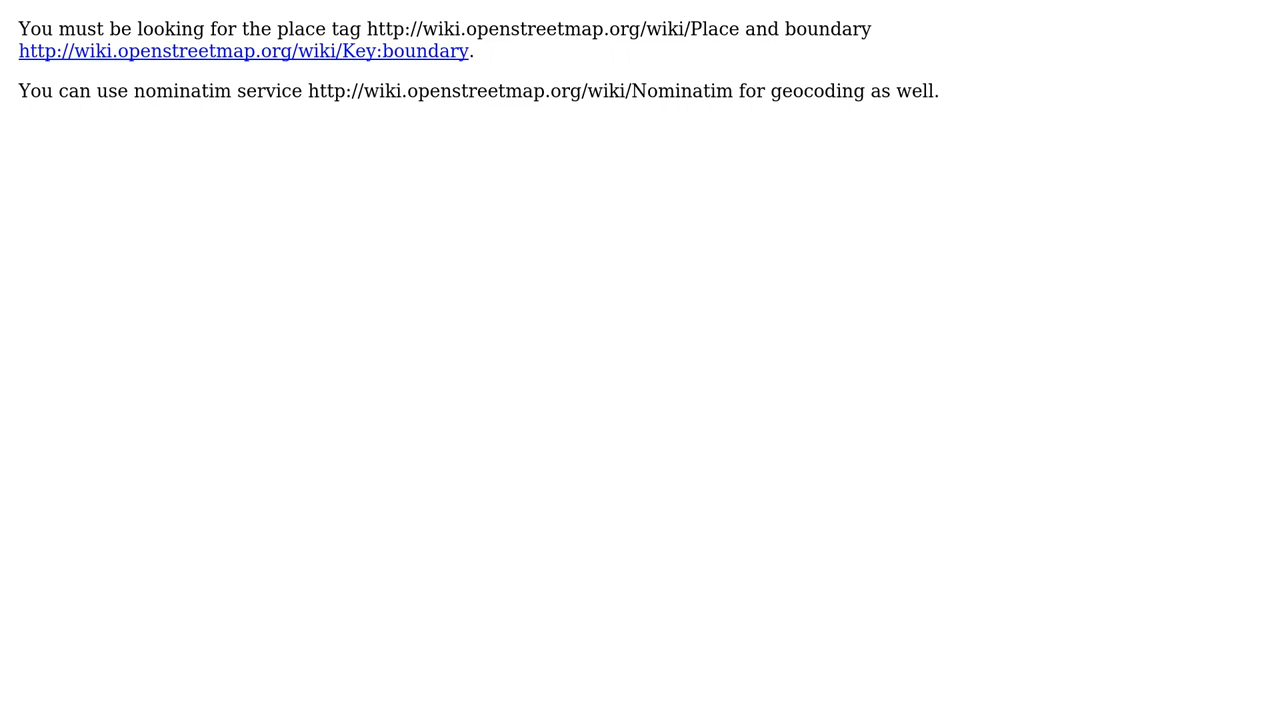 You must be looking for the place tag http://wiki.openstreetmap.org/wiki/Place and boundary
http://wiki.openstreetmap.org/wiki/Key:boundary.
You can use nominatim service http://wiki.openstreetmap.org/wiki/Nominatim for geocoding as well.